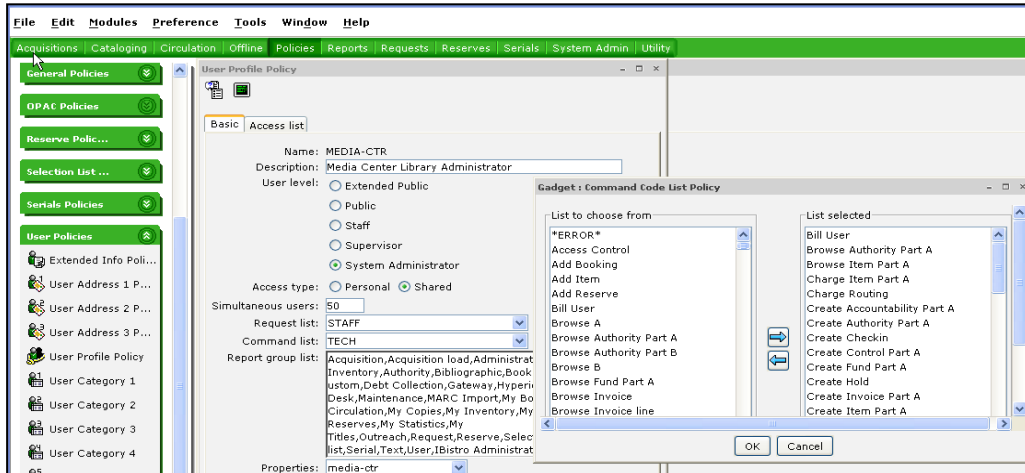 File Edit Modules Preference Tools Window Help
Acquisitions Cataloging Circulation Offline Policies Reports Requests Reserves Serials System Admin Utility
General Policies
OPAC Policies
Reserve Polic...
Selection List ...
Serials Policies
User Policies
Extended Info Poli...
User Address 1 P...
User Address 2 P...
User Address 3 P...
User Profile Policy
User Category 1
User Category 2
User Category 3
User Category 4
User Profile Policy
Basic Access list
Name: MEDIA-CTR
Description: Media Center Library Administrator
User level: Extended Public
Public
Staff
Supervisor
System Administrator
Access type: Personal Shared
Simultaneous users: 50
Request list: STAFF
Command list: TECH
Report group list: Acquisition,Acquisition load,Administrat
Inventory,Authority,Bibliographic,Book
ustom,Debt Collection,Gateway,Hyperi
Desk,Maintenance,MARC Import,My Bo
Circulation,My Copies,My Inventory,My
Reserves,My Statistics,My
Titles,Outreach,Request,Reserve,Selec
list,Serial,Text,User,IBistro Administrat
Properties: media-ctr
Gadget : Command Code List Policy
List to choose from
*ERROR*
Access Control
Add Booking
Add Item
Add Reserve
Bill User
Browse A
Browse Authority Part A
Browse Authority Part B
Browse B
Browse Fund Part A
Browse Invoice
Browse Invoice line
List selected
Bill User
Browse Authority Part A
Browse Item Part A
Charge Item Part A
Charge Routing
Create Accountability Part A
Create Authority Part A
Create Checkin
Create Control Part A
Create Fund Part A
Create Hold
Create Invoice Part A
Create Item Part A
OK Cancel